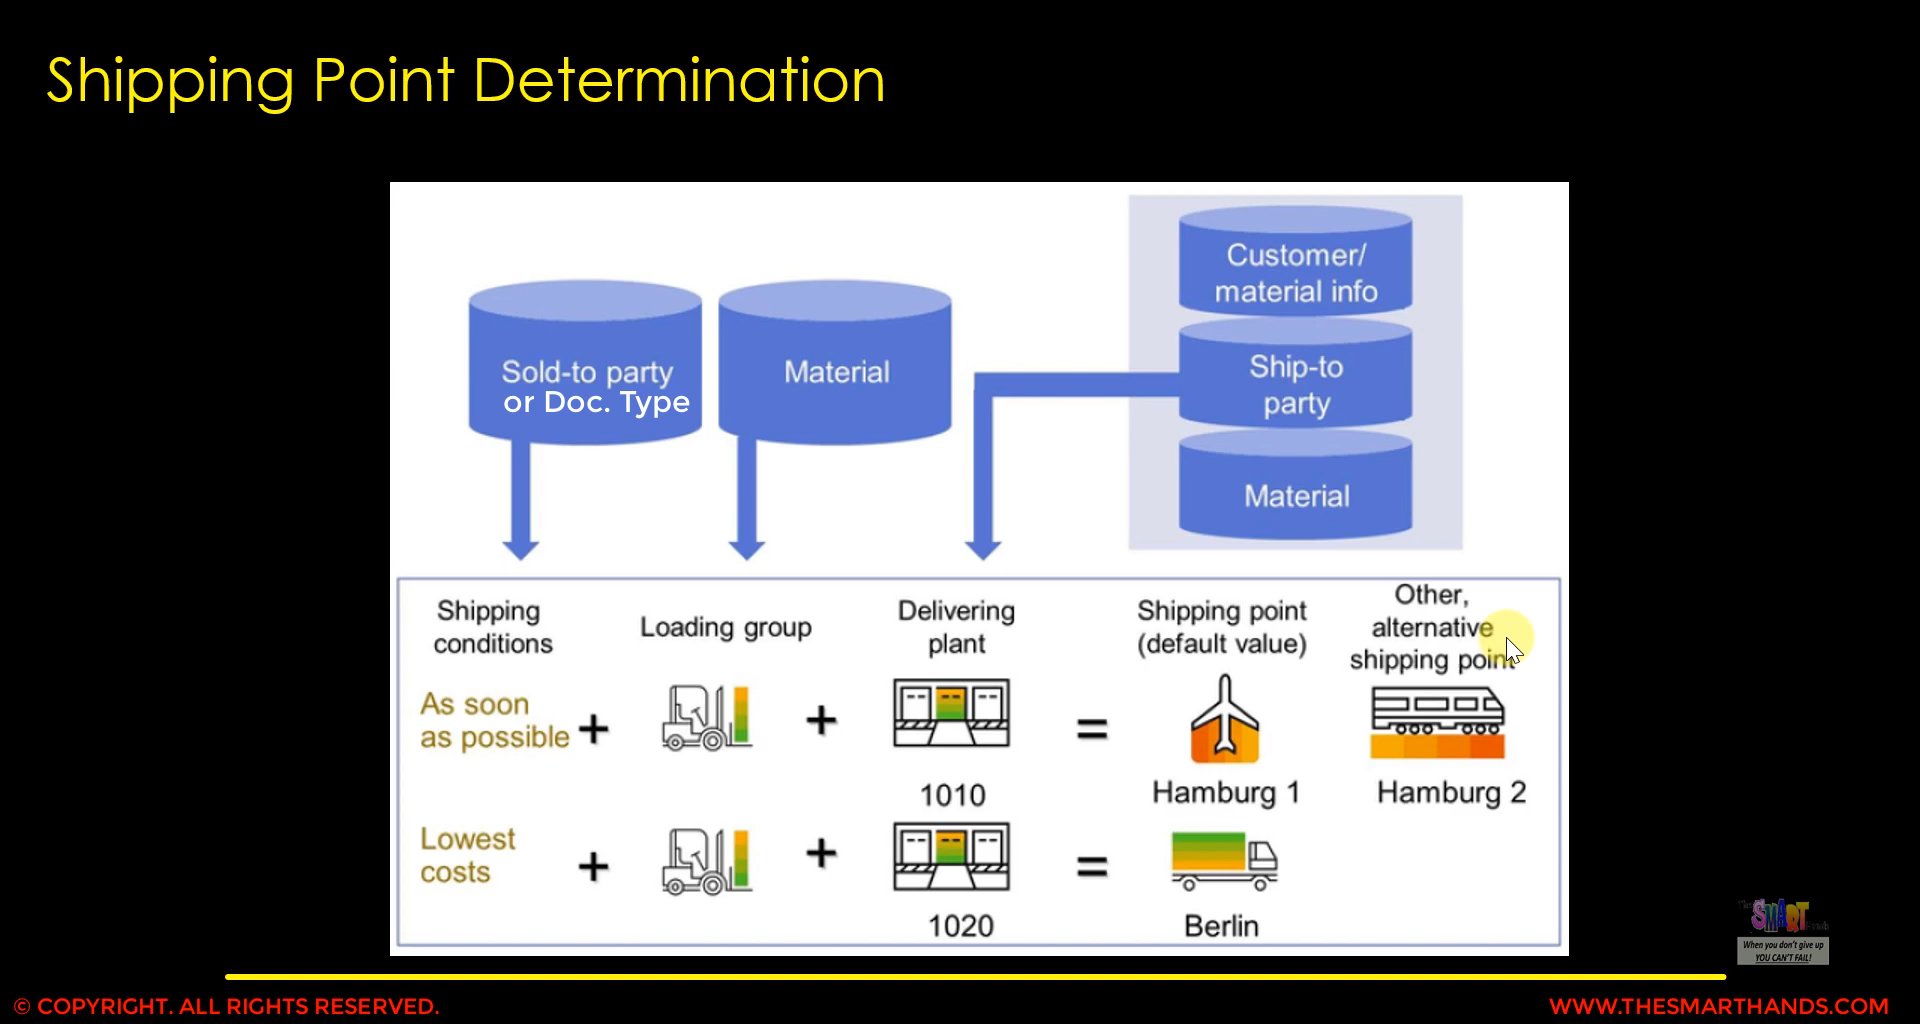 Shipping Point Determination
Customer/
material info
Sold-to party
or Doc. Type
Material
Ship-to
party
Material
Shipping
conditions
Loading group
Delivering
plant
Shipping point
(default value)
Other,
alternative
shipping point
As soon
as possible
+
+
=
1010
Hamburg 1
Hamburg 2
Lowest
costs
+
+
=
1020
Berlin
SMART
When you don't give up
YOU CAN'T FAIL!
© COPYRIGHT. ALL RIGHTS RESERVED.
WWW.THESMARTHANDS.COM